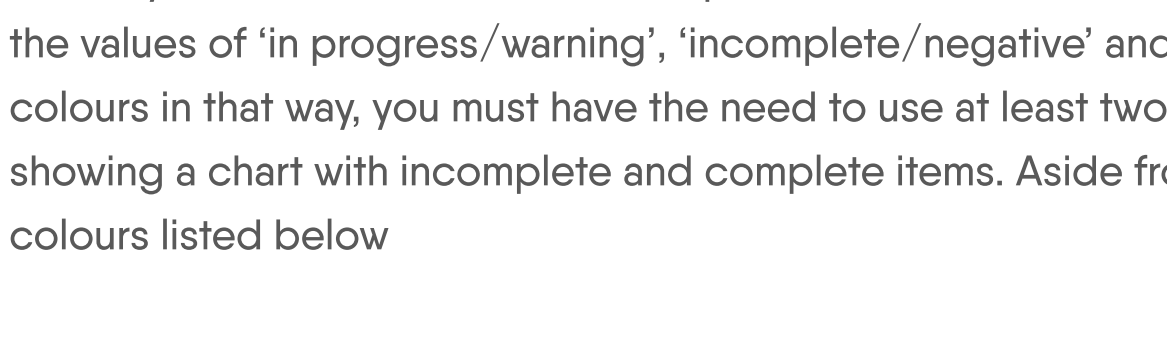 the values of ‘in progress/warning’, ‘incomplete/negative’ and
colours in that way, you must have the need to use at least two
showing a chart with incomplete and complete items. Aside
colours listed below